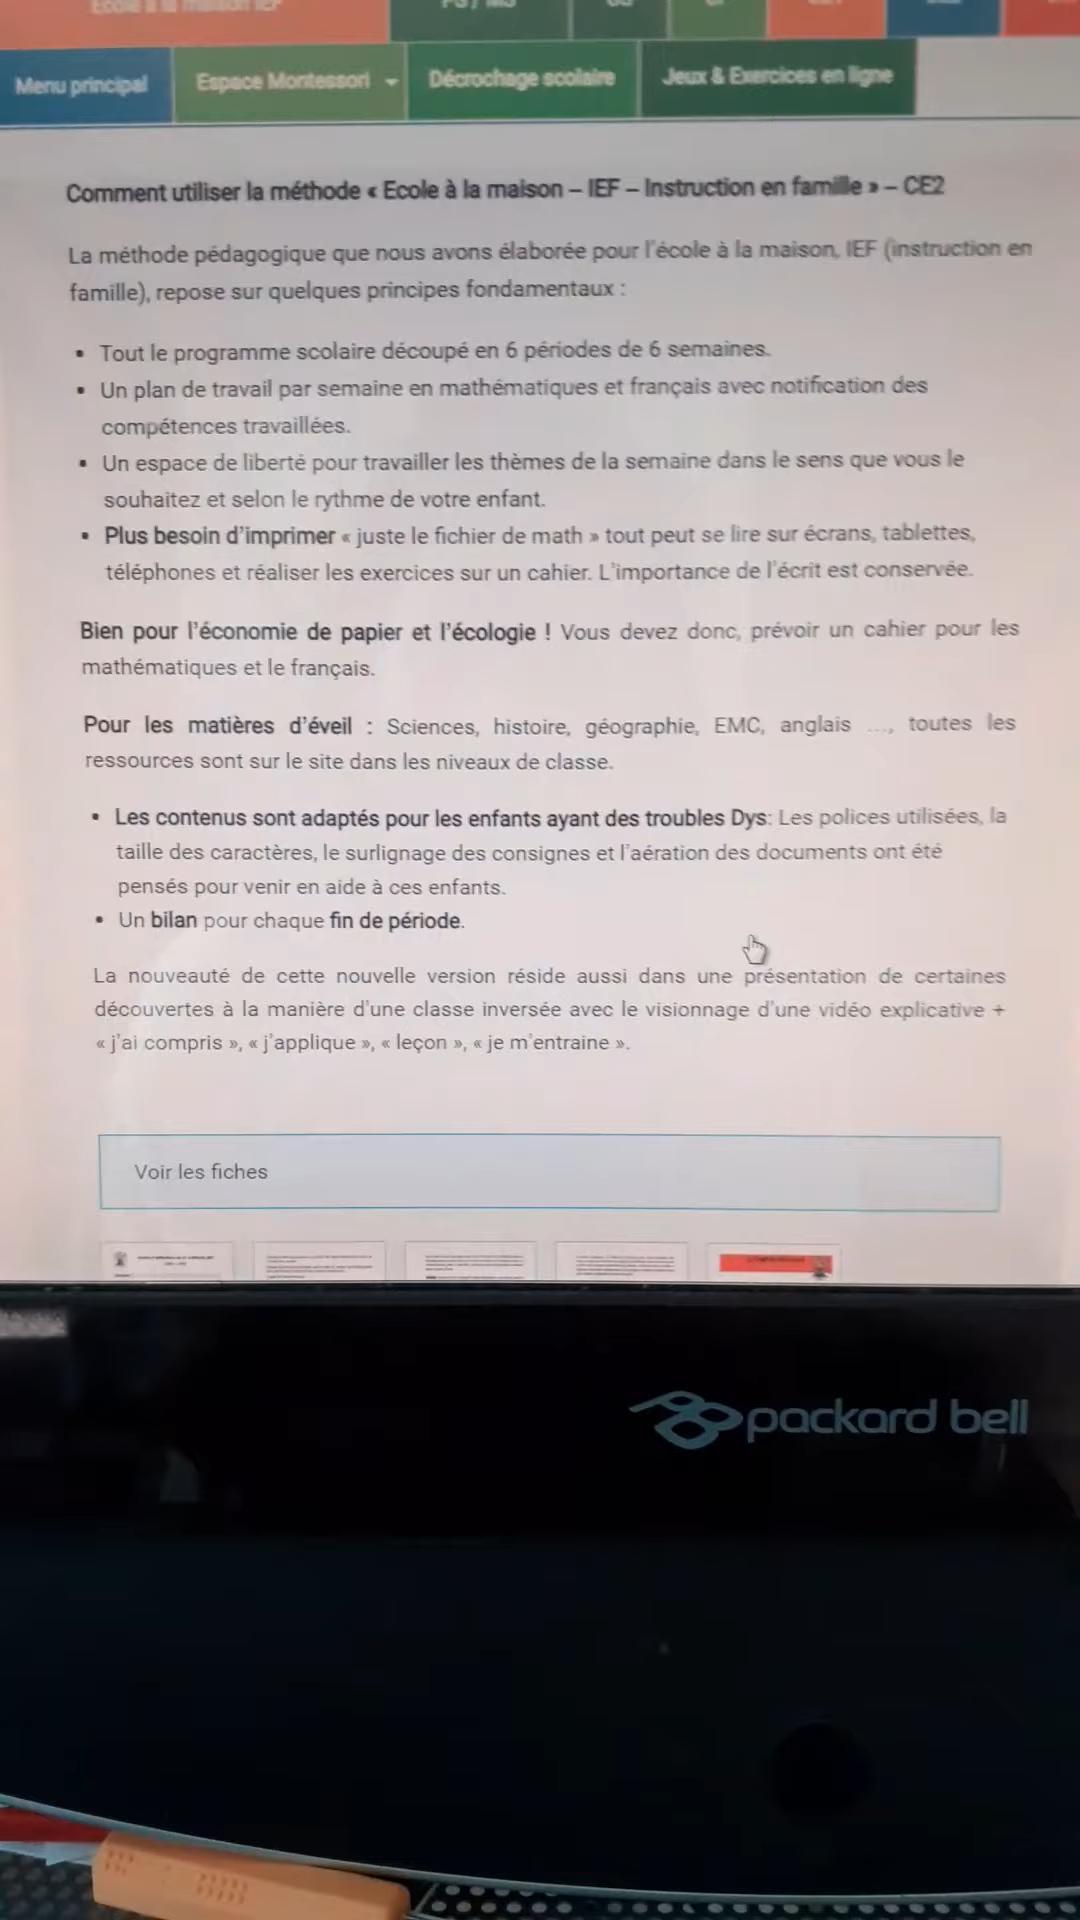 Ecole à la maison IEF
Menu principal
Espace Montessori
Décrochage scolaire
Jeux & Exercices en ligne
Comment utiliser la méthode « Ecole à la maison – IEF – Instruction en famille » – CE2
La méthode pédagogique que nous avons élaborée pour l'école à la maison, IEF (instruction en
famille), repose sur quelques principes fondamentaux :
• Tout le programme scolaire découpé en 6 périodes de 6 semaines.
• Un plan de travail par semaine en mathématiques et français avec notification des
compétences travaillées.
• Un espace de liberté pour travailler les thèmes de la semaine dans le sens que vous le
souhaitez et selon le rythme de votre enfant.
• Plus besoin d'imprimer « juste le fichier de math » tout peut se lire sur écrans, tablettes,
téléphones et réaliser les exercices sur un cahier. L'importance de l'écrit est conservée.
Bien pour l'économie de papier et l'écologie ! Vous devez donc, prévoir un cahier pour les
mathématiques et le français.
Pour les matières d'éveil : Sciences, histoire, géographie, EMC, anglais ..., toutes les
ressources sont sur le site dans les niveaux de classe.
• Les contenus sont adaptés pour les enfants ayant des troubles Dys: Les polices utilisées, la
taille des caractères, le surlignage des consignes et l'aération des documents ont été
pensés pour venir en aide à ces enfants.
• Un bilan pour chaque fin de période.
La nouveauté de cette nouvelle version réside aussi dans une présentation de certaines
découvertes à la manière d'une classe inversée avec le visionnage d'une vidéo explicative +
« j'ai compris », « j'applique », « leçon », « je m'entraine ».
Voir les fiches
packard bell